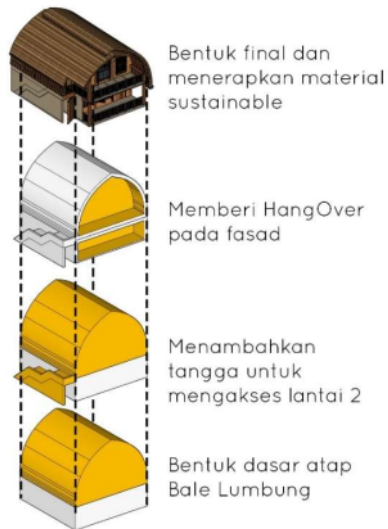 Bentuk final dan
menerapkan material
sustainable
Memberi HangOver
pada fasad
Menambahkan
tangga untuk
mengakses lantai 2
Bentuk dasar atap
Bale Lumbung